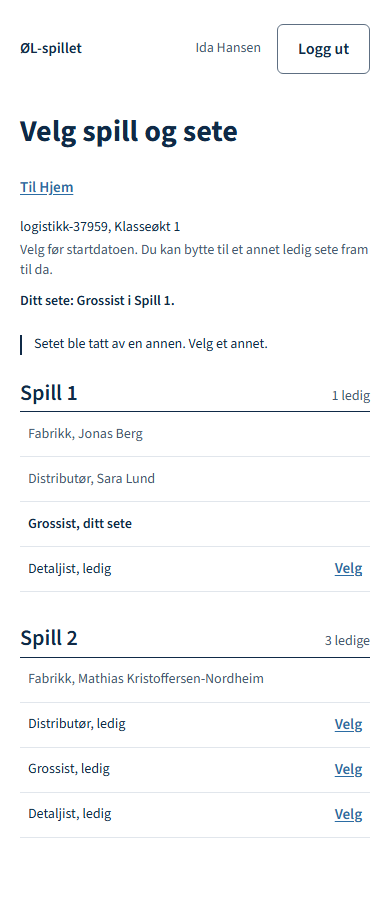 ØL-spillet
Ida Hansen
Logg ut
Velg spill og sete
Til Hjem
logistikk-37959, Klasseøkt 1
Velg før startdatoen. Du kan bytte til et annet ledig sete fram
til da.
Ditt sete: Grossist i Spill 1.
Setet ble tatt av en annen. Velg et annet.
Spill 1
1 ledig
Fabrikk, Jonas Berg
Distributør, Sara Lund
Grossist, ditt sete
Detaljist, ledig
Velg
Spill 2
3 ledige
Fabrikk, Mathias Kristoffersen-Nordheim
Distributør, ledig
Velg
Grossist, ledig
Velg
Detaljist, ledig
Velg